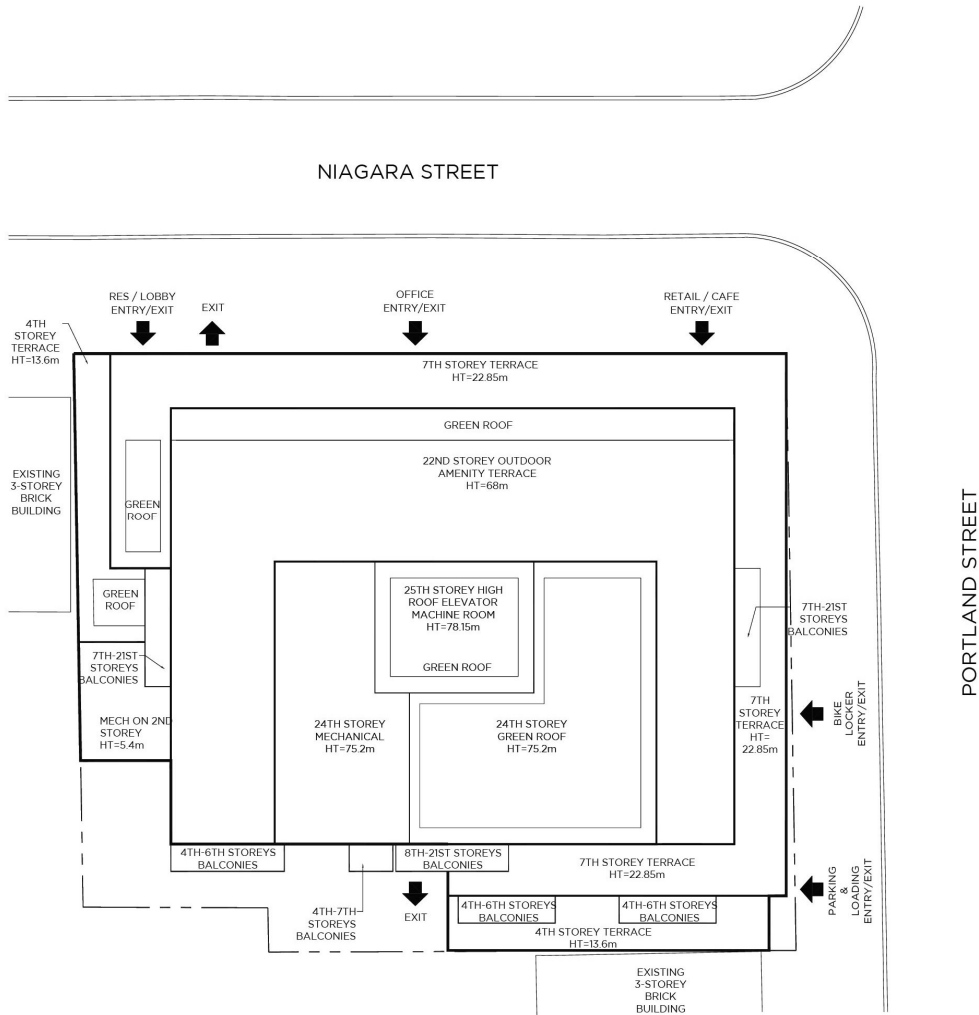 NIAGARA STREET
RES / LOBBY
ENTRY/EXIT
EXIT
OFFICE
ENTRY/EXIT
RETAIL / CAFE
ENTRY/EXIT
4TH
STOREY
TERRACE
HT=13.6m
7TH STOREY TERRACE
HT=22.85m
GREEN ROOF
22ND STOREY OUTDOOR
AMENITY TERRACE
HT=68m
EXISTING
3-STOREY
BRICK
BUILDING
GREEN
ROOF
GREEN
ROOF
25TH STOREY HIGH
ROOF ELEVATOR
MACHINE ROOM
HT=78.15m
GREEN ROOF
7TH-21ST
STOREYS
BALCONIES
PORTLAND STREET
7TH-21ST
STOREYS
BALCONIES
MECH ON 2ND
STOREY
HT=5.4m
24TH STOREY
MECHANICAL
HT=75.2m
24TH STOREY
GREEN ROOF
HT=75.2m
7TH
STOREY
TERRACE
HT=
22.85m
BIKE
LOCKER
ENTRY/EXIT
4TH-6TH STOREYS
BALCONIES
8TH-21ST STOREYS
BALCONIES
7TH STOREY TERRACE
HT=22.85m
PARKING
&
LOADING
ENTRY/EXIT
4TH-7TH
STOREYS
BALCONIES
EXIT
4TH-6TH STOREYS
BALCONIES
4TH-6TH STOREYS
BALCONIES
4TH STOREY TERRACE
HT=13.6m
EXISTING
3-STOREY
BRICK
BUILDING